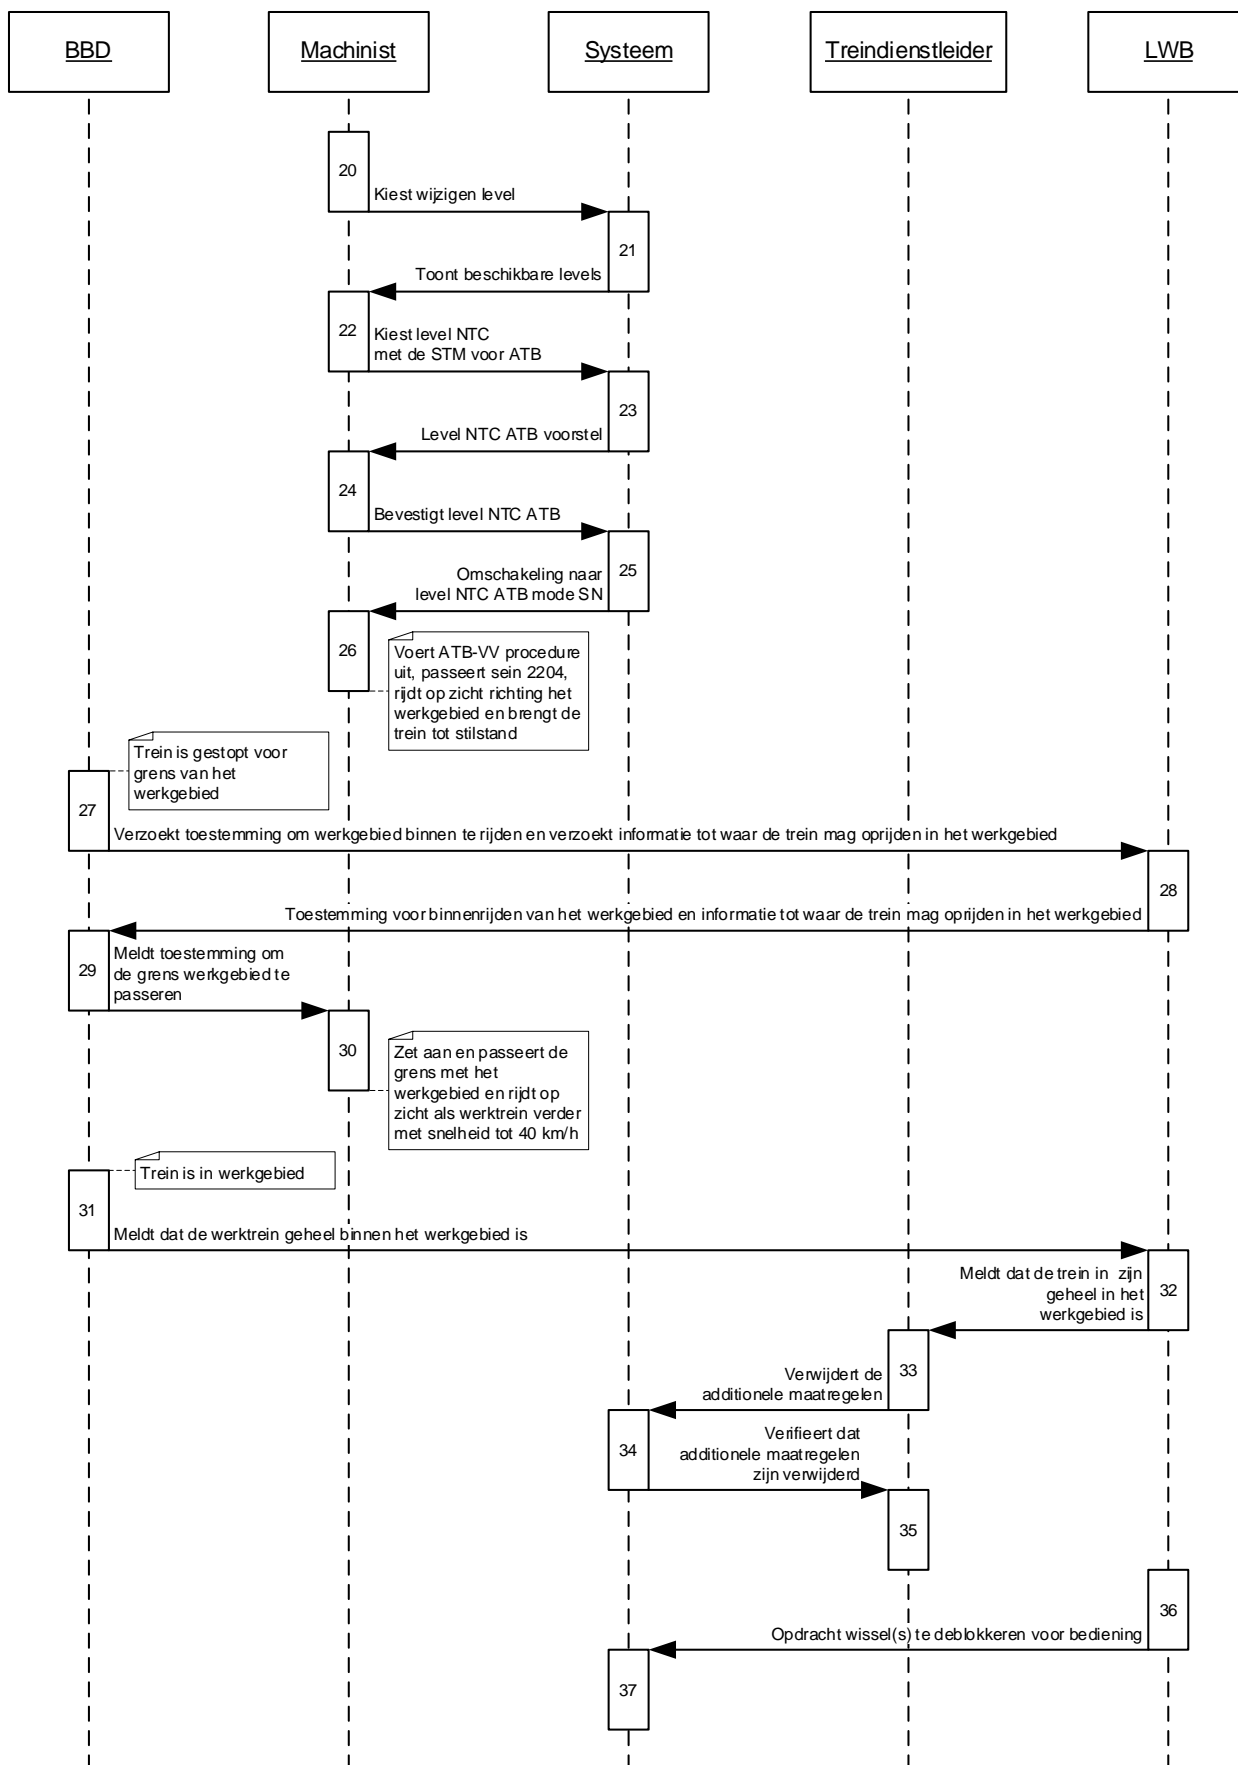 BBD
Machinist
Systeem
Treindienstleider
LWB
20
Kiest wijzigen level
21
Toont beschikbare levels
22
Kiest level NTC
met de STM voor ATB
23
Level NTC ATB voorstel
24
Bevestigt level NTC ATB
25
Omschakeling naar
level NTC ATB mode SN
26
Voert ATB-VV procedure
uit, passeert sein 2204,
rijdt op zicht richting het
werkgebied en brengt de
trein tot stilstand
Trein is gestopt voor
grens van het
werkgebied
27
Verzoekt toestemming om werkgebied binnen te rijden en verzoekt informatie tot waar de trein mag oprijden in het werkgebied
28
Toestemming voor binnenrijden van het werkgebied en informatie tot waar de trein mag oprijden in het werkgebied
29
Meldt toestemming om
de grens werkgebied te
passeren
30
Zet aan en passeert de
grens met het
werkgebied en rijdt op
zicht als werktrein verder
met snelheid tot 40 km/h
Trein is in werkgebied
31
Meldt dat de werktrein geheel binnen het werkgebied is
32
Meldt dat de trein in zijn
geheel in het
werkgebied is
33
Verwijdert de
additionele maatregelen
34
Verifieert dat
additionele maatregelen
zijn verwijderd
35
36
Opdracht wissel(s) te deblokkeren voor bediening
37